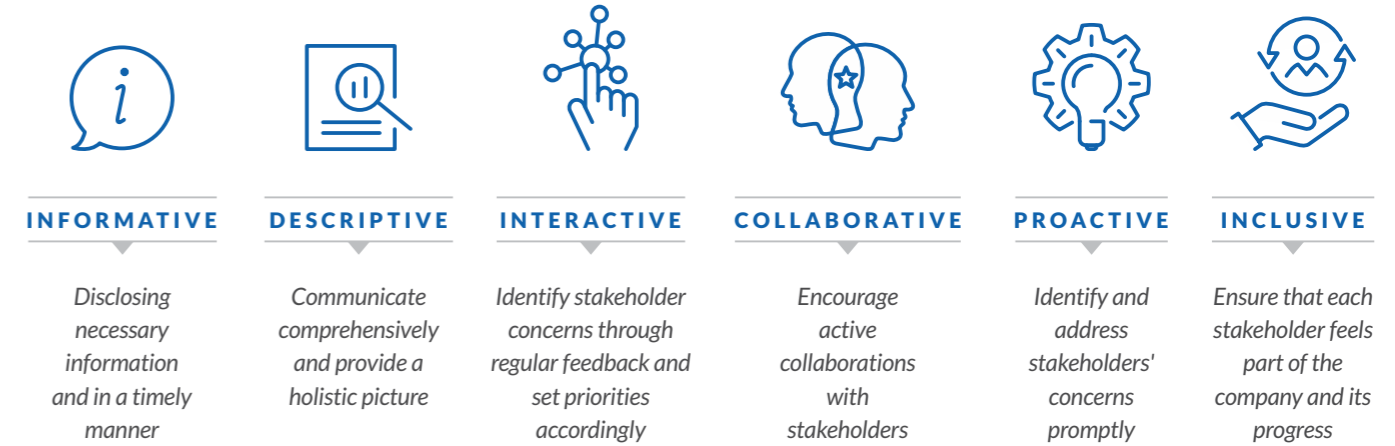 i
INFORMATIVE
Disclosing
necessary
information
and in a timely
manner
DESCRIPTIVE
Communicate
comprehensively
and provide a
holistic picture
INTERACTIVE
Identify stakeholder
concerns through
regular feedback and
set priorities
accordingly
COLLABORATIVE
Encourage
active
collaborations
with
stakeholders
PROACTIVE
Identify and
address
stakeholders'
concerns
promptly
INCLUSIVE
Ensure that each
stakeholder feels
part of the
company and its
progress